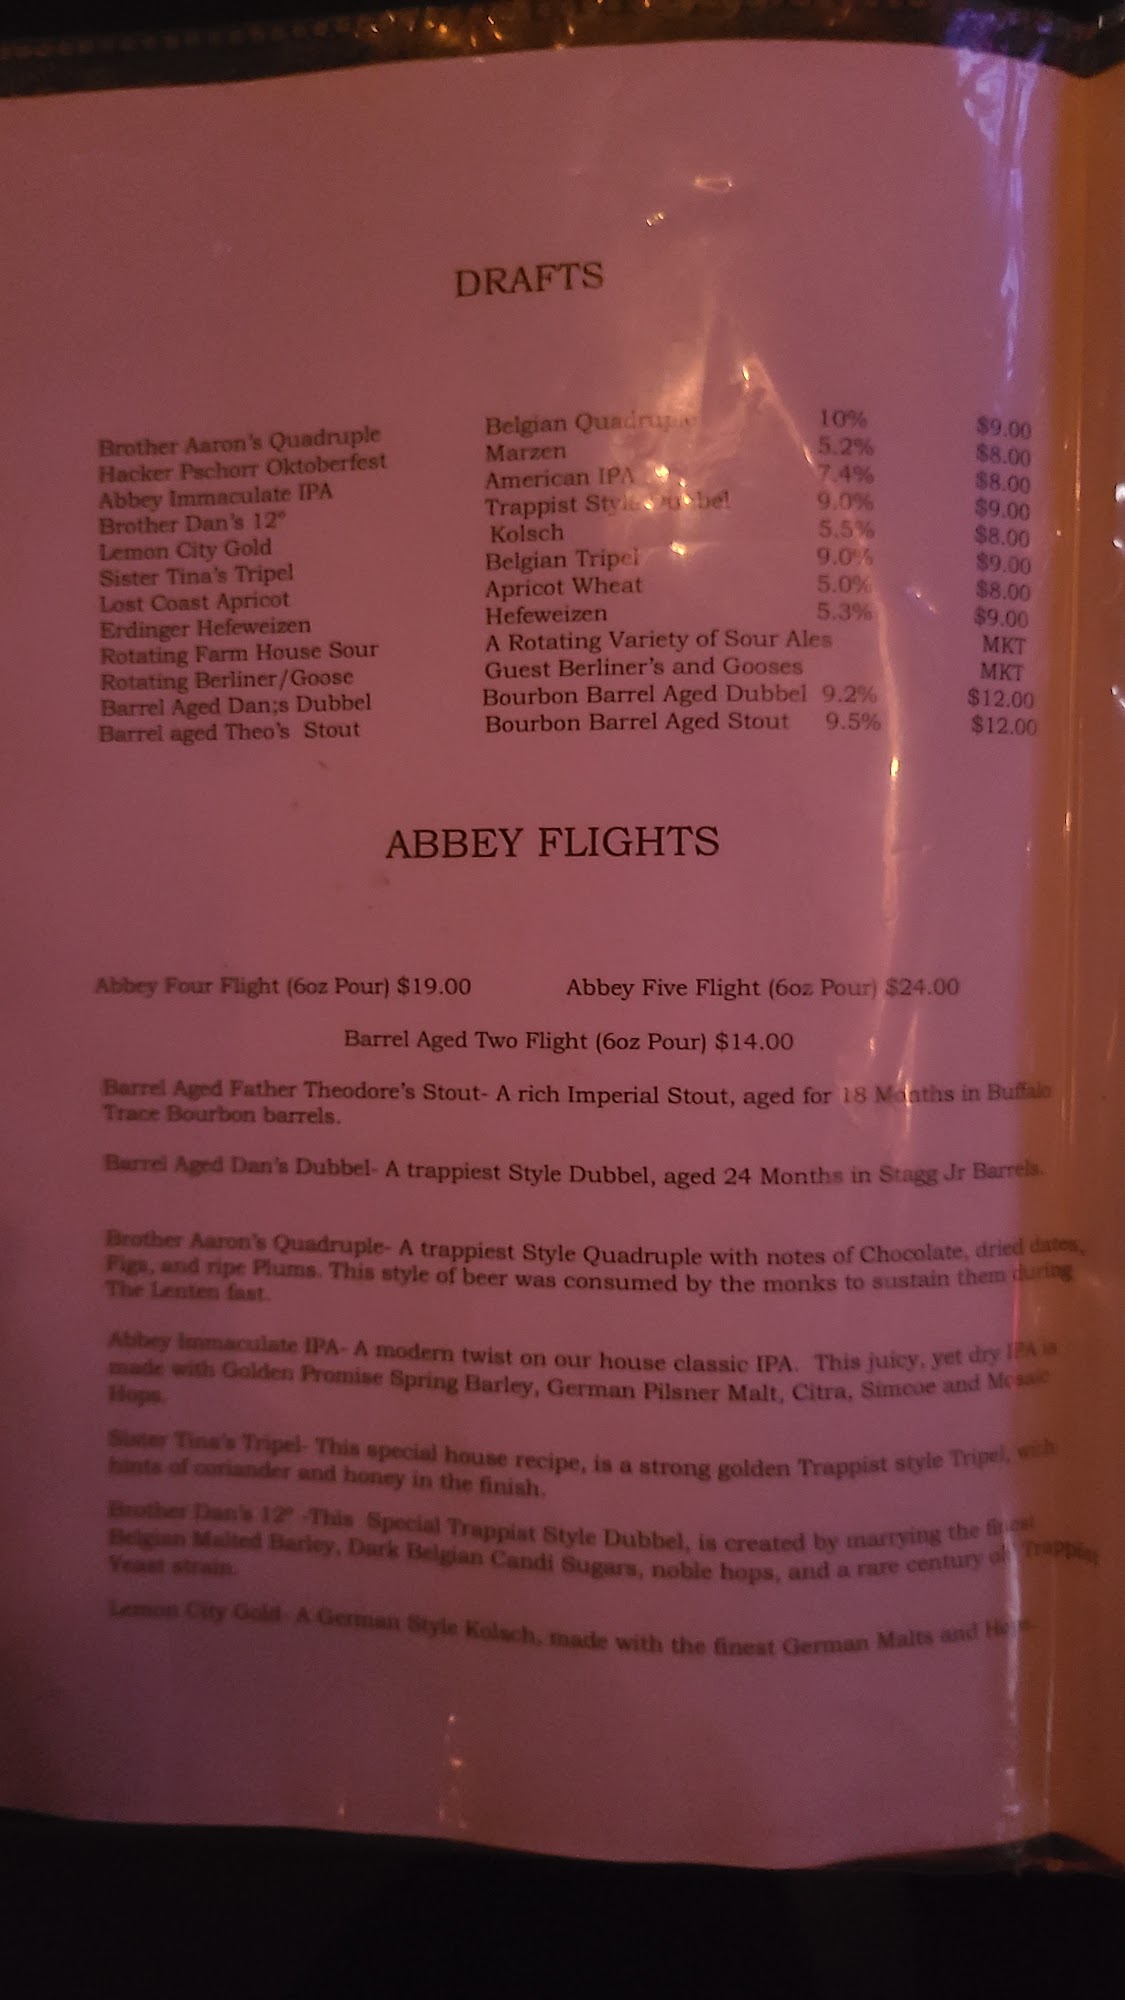 DRAFTS
Brother Aaron's Quadruple Belgian Quadruple 10% $9.00
Hacker Pschorr Oktoberfest Marzen 5.2% $8.00
Abbey Immaculate IPA American IPA 7.4% $8.00
Brother Dan's 12° Trappist Style Dubbel 9.0% $9.00
Lemon City Gold Kolsch 5.5% $8.00
Sister Tina's Tripel Belgian Tripel 9.0% $9.00
Lost Coast Apricot Apricot Wheat 5.0% $8.00
Erdinger Hefeweizen Hefeweizen 5.3% $9.00
Rotating Farm House Sour A Rotating Variety of Sour Ales MKT
Rotating Berliner/Goose Guest Berliner's and Gooses MKT
Barrel Aged Dan;s Dubbel Bourbon Barrel Aged Dubbel 9.2% $12.00
Barrel aged Theo's Stout Bourbon Barrel Aged Stout 9.5% $12.00
ABBEY FLIGHTS
Abbey Four Flight (6oz Pour) $19.00 Abbey Five Flight (6oz Pour) $24.00
Barrel Aged Two Flight (6oz Pour) $14.00
Barrel Aged Father Theodore's Stout- A rich Imperial Stout, aged for 18 Months in Buffalo
Trace Bourbon barrels.
Barrel Aged Dan's Dubbel- A trappiest Style Dubbel, aged 24 Months in Stagg Jr Barrels.
Brother Aaron's Quadruple- A trappiest Style Quadruple with notes of Chocolate, dried dates,
Figs, and ripe Plums. This style of beer was consumed by the monks to sustain them during
The Lenten fast.
Abbey Immaculate IPA- A modern twist on our house classic IPA. This juicy, yet dry IPA is
made with Golden Promise Spring Barley, German Pilsner Malt, Citra, Simcoe and Mosaic
Hops.
Sister Tina's Tripel- This special house recipe, is a strong golden Trappist style Tripel, with
hints of coriander and honey in the finish.
Brother Dan's 12° -This Special Trappist Style Dubbel, is created by marrying the finest
Belgian Malted Barley, Dark Belgian Candi Sugars, noble hops, and a rare century old Trappist
Yeast strain.
Lemon City Gold- A German Style Kolsch, made with the finest German Malts and Hops.